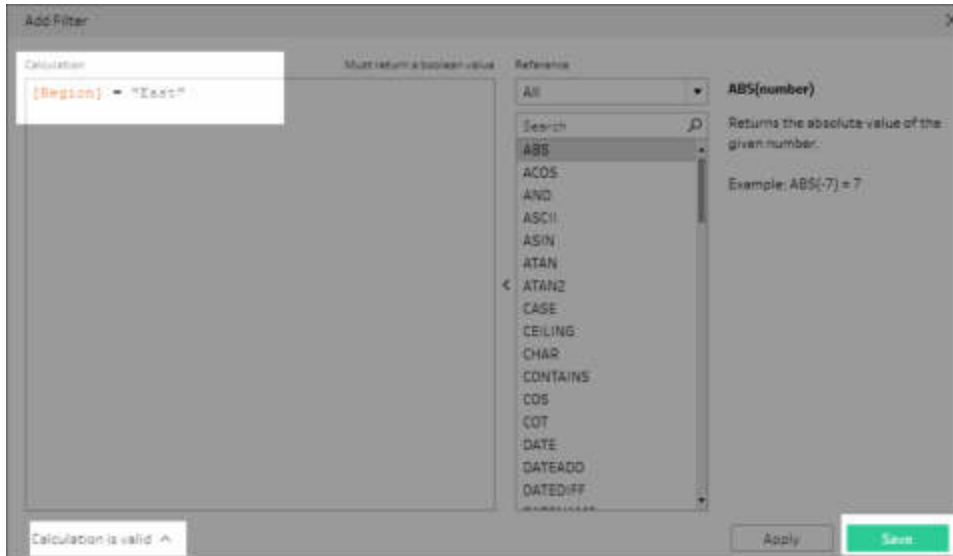 Add Filter
Calculation
Must return a boolean value
[Region] = "East"
Calculation is valid
Reference
All
Search
ABS
ACOS
AND
ASCII
ASIN
ATAN
ATAN2
CASE
CEILING
CHAR
CONTAINS
COS
COT
DATE
DATEADD
DATEDIFF
ABS(number)
Returns the absolute value of the
given number.
Example: ABS(-7) = 7
Apply
Save